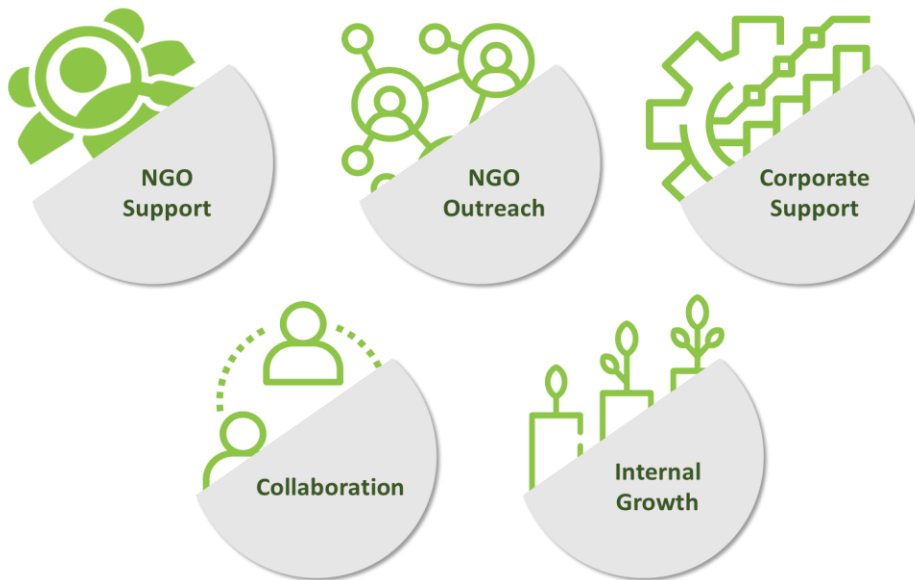 NGO
Support
NGO
Outreach
Corporate
Support
Collaboration
Internal
Growth